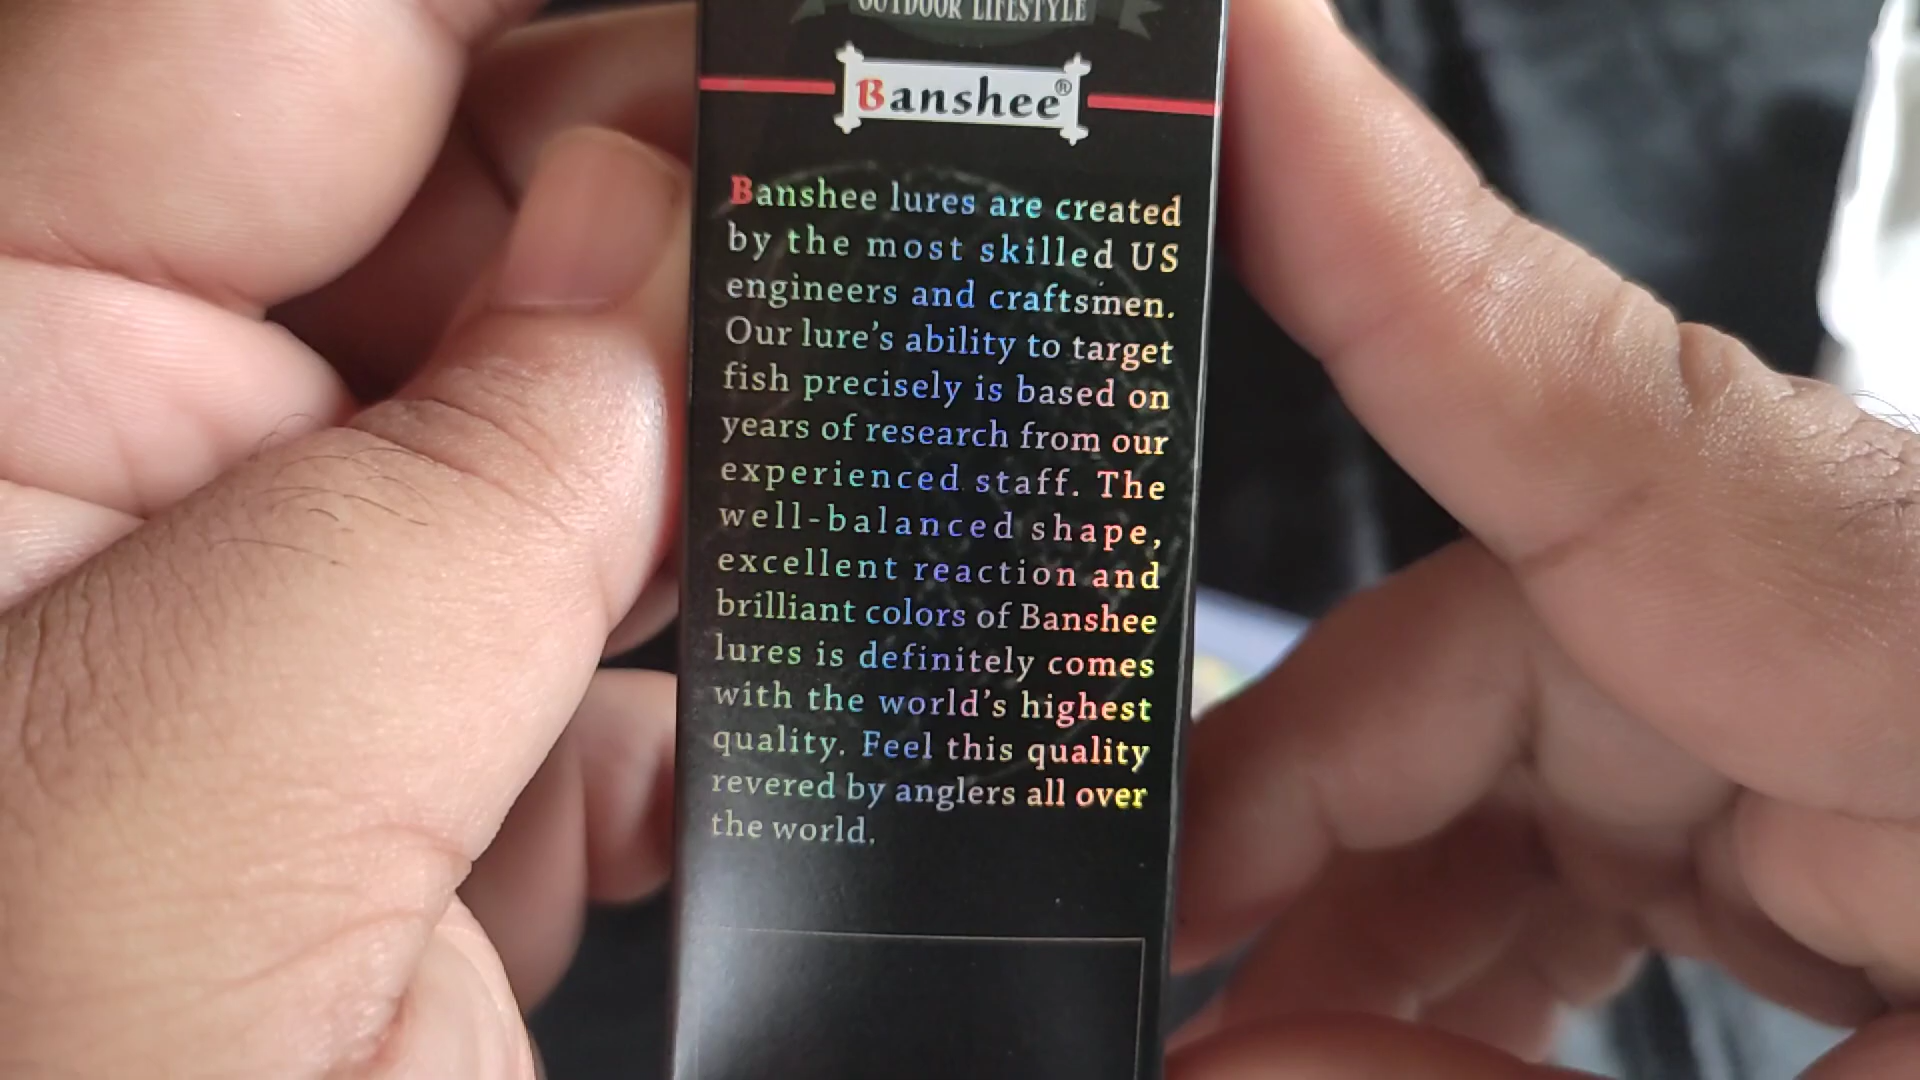 OUTDOOR LIFESTYLE
Banshee®
Banshee lures are created
by the most skilled US
engineers and craftsmen.
Our lure's ability to target
fish precisely is based on
years of research from our
experienced staff. The
well-balanced shape,
excellent reaction and
brilliant colors of Banshee
lures is definitely comes
with the world's highest
quality. Feel this quality
revered by anglers all over
the world.